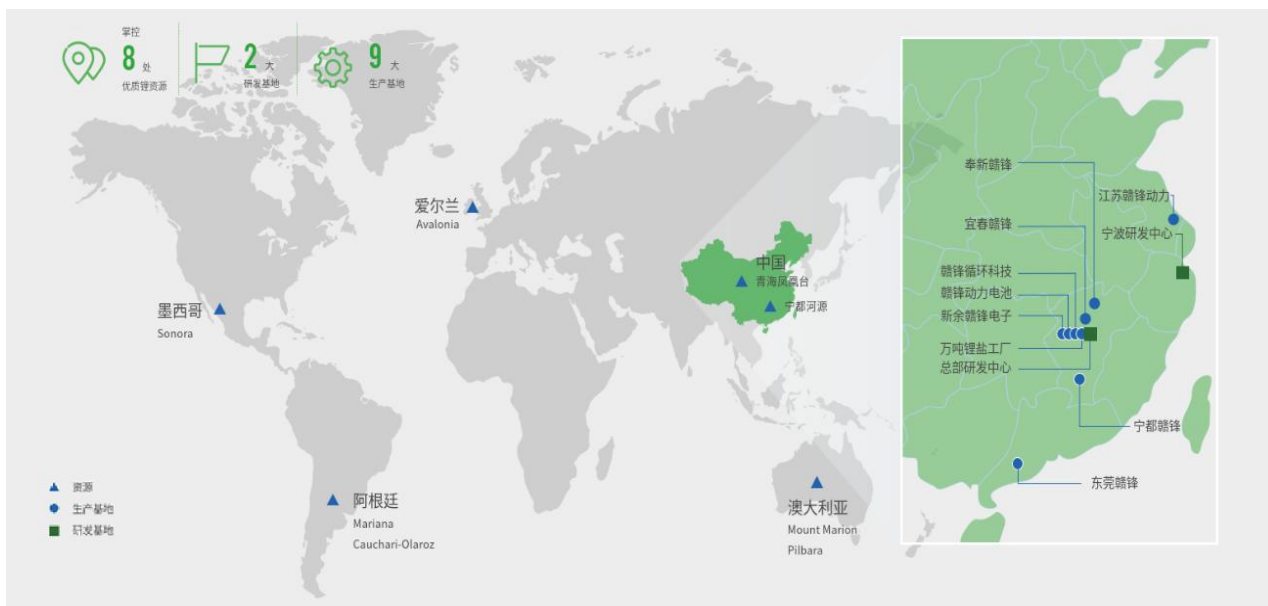 掌控
8 处
优质锂资源
2 大
研发基地
9 大
生产基地
爱尔兰
Avalonia
中国
青海凤凰台
宁都河源
墨西哥
Sonora
阿根廷
Mariana
Cauchari-Olaroz
澳大利亚
Mount Marion
Pilbara
资源
生产基地
研发基地
奉新赣锋
江苏赣锋动力
宜春赣锋
宁波研发中心
赣锋循环科技
赣锋动力电池
新余赣锋电子
万吨锂盐工厂
总部研发中心
宁都赣锋
东莞赣锋